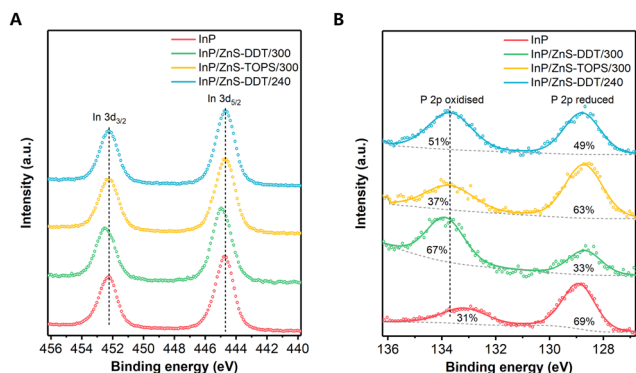 A
InP
InP/ZnS-DDT/300
InP/ZnS-TOPS/300
InP/ZnS-DDT/240
In 3d3/2
In 3d5/2
Intensity (a.u.)
456 454 452 450 448 446 444 442 440
Binding energy (eV)
B
InP
InP/ZnS-DDT/300
InP/ZnS-TOPS/300
InP/ZnS-DDT/240
P 2p oxidised
P 2p reduced
51%
49%
37%
63%
67%
33%
31%
69%
Intensity (a.u.)
136 134 132 130 128
Binding energy (eV)